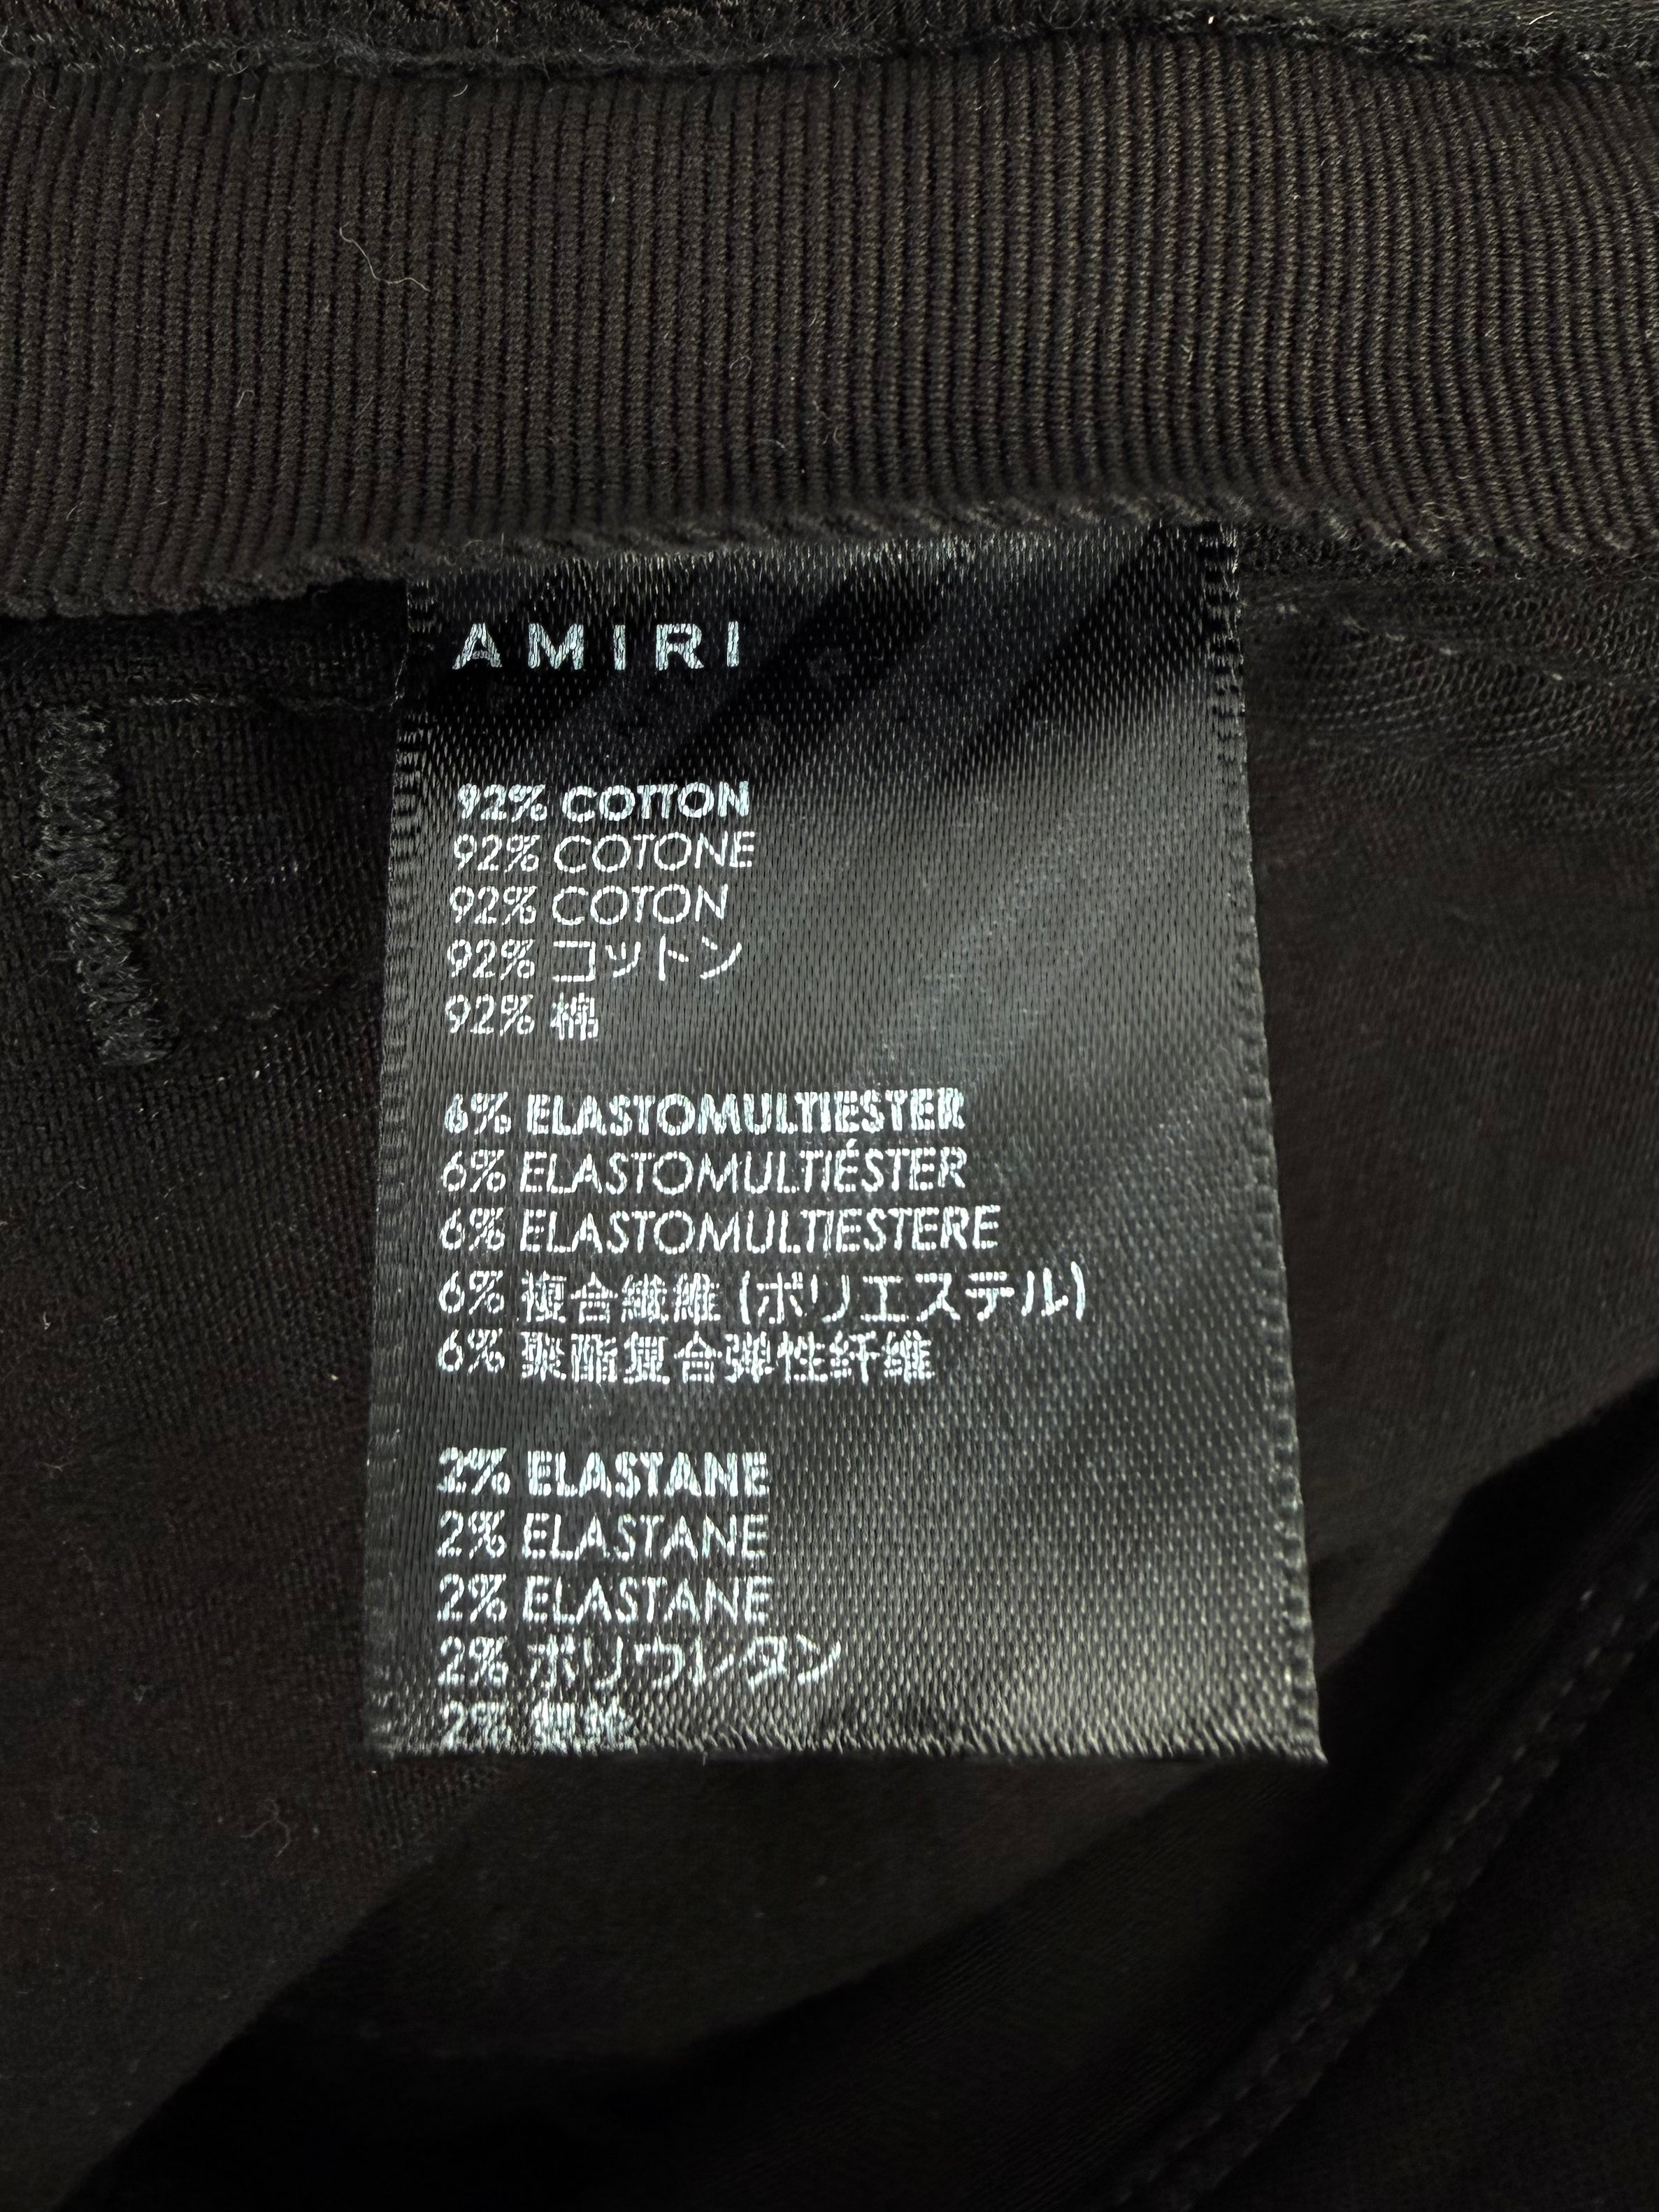 AMIRI
92% COTTON
92% COTONE
92% COTON
92% コットン
92% 棉
6% ELASTOMULTIESTER
6% ELASTOMULTIÉSTER
6% ELASTOMULTIESTERE
6% 複合繊維 (ポリエステル)
6% 聚酯复合弹性纤维
2% ELASTANE
2% ELASTANE
2% ELASTANE
2% ポリウレタン
2%